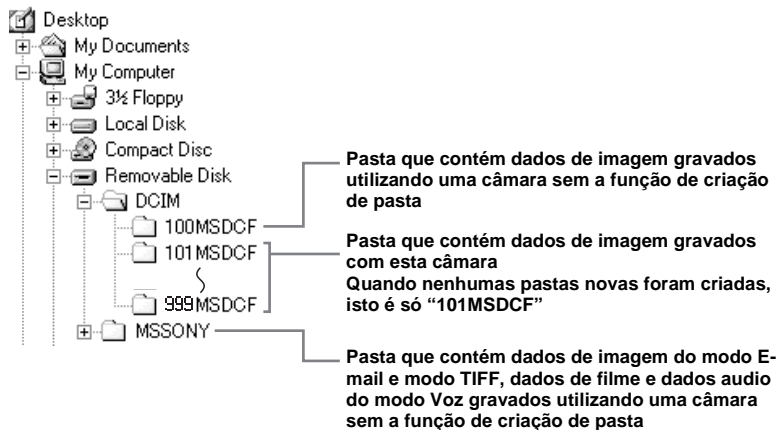 Desktop
My Documents
My Computer
3½ Floppy
Local Disk
Compact Disc
Removable Disk
DCIM
100MSDCF
101MSDCF
999MSDCF
MSSONY
Pasta que contém dados de imagem gravados
utilizando uma câmara sem a função de criação
de pasta
Pasta que contém dados de imagem gravados
com esta câmara
Quando nenhumas pastas novas foram criadas,
isto é só “101MSDCF”
Pasta que contém dados de imagem do modo E-
mail e modo TIFF, dados de filme e dados audio
do modo Voz gravados utilizando uma câmara
sem a função de criação de pasta